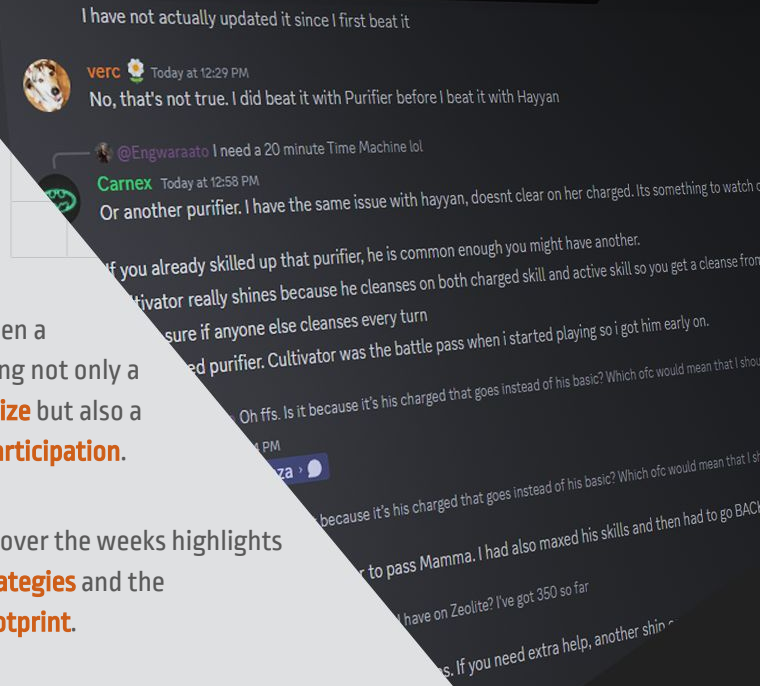 I have not actually updated it since I first beat it
verc Today at 12:29 PM
No, that's not true. I did beat it with Purifier before I beat it with Hayyan
@Engwaraato I need a 20 minute Time Machine lol
Carnex Today at 12:58 PM
Or another purifier. I have the same issue with hayyan, doesnt clear on her charged. Its something to watch
If you already skilled up that purifier, he is common enough you might have another.
really shines because he cleanses on both charged skill and active skill so you get a cleanse from
sure if anyone else cleanses every turn
purifier. Cultivator was the battle pass when i started playing so i got him early on.
Oh ffs. Is it because it's his charged that goes instead of his basic? Which ofc would mean that I
PM
because it's his charged that goes instead of his basic? Which ofc would mean that I
to pass Mamma. I had also maxed his skills and then had to go BACK
I have on Zeolite? I've got 350 so far
If you need extra help, another
en a
ng not only a
ize but also a
articipation.
over the weeks highlights
ategies and the
otprint.